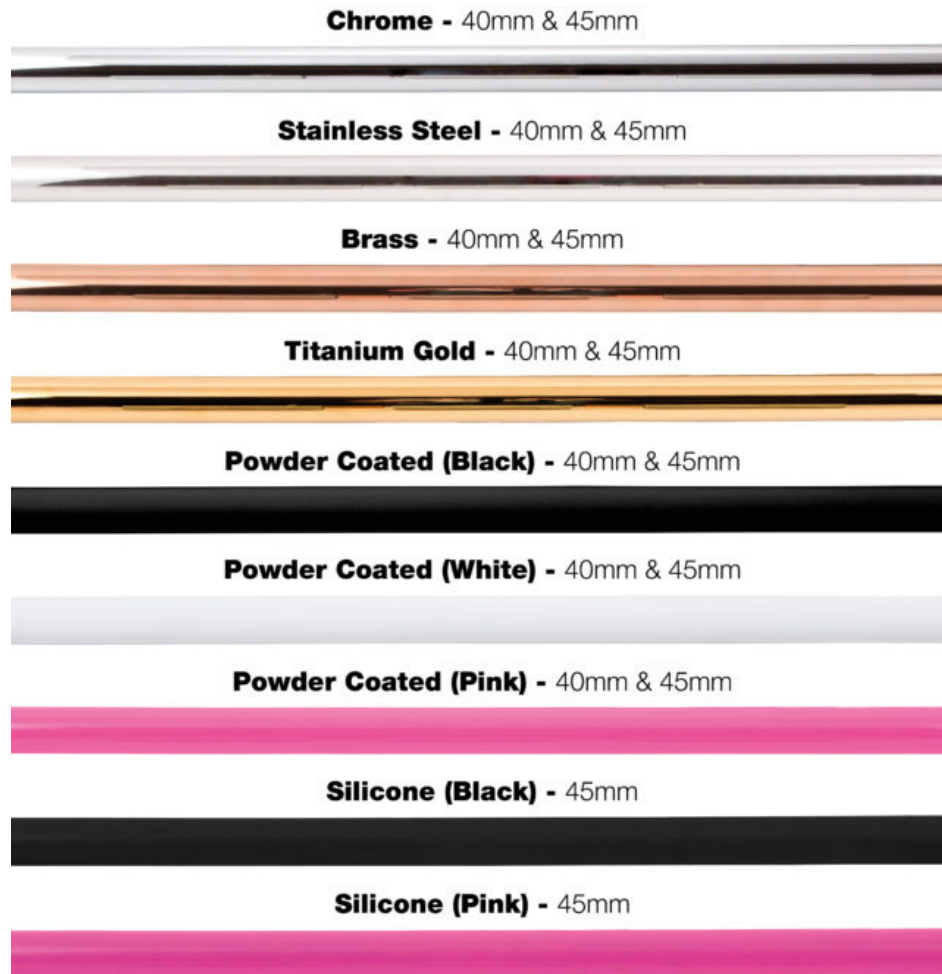 Chrome - 40mm & 45mm
Stainless Steel - 40mm & 45mm
Brass - 40mm & 45mm
Titanium Gold - 40mm & 45mm
Powder Coated (Black) - 40mm & 45mm
Powder Coated (White) - 40mm & 45mm
Powder Coated (Pink) - 40mm & 45mm
Silicone (Black) - 45mm
Silicone (Pink) - 45mm